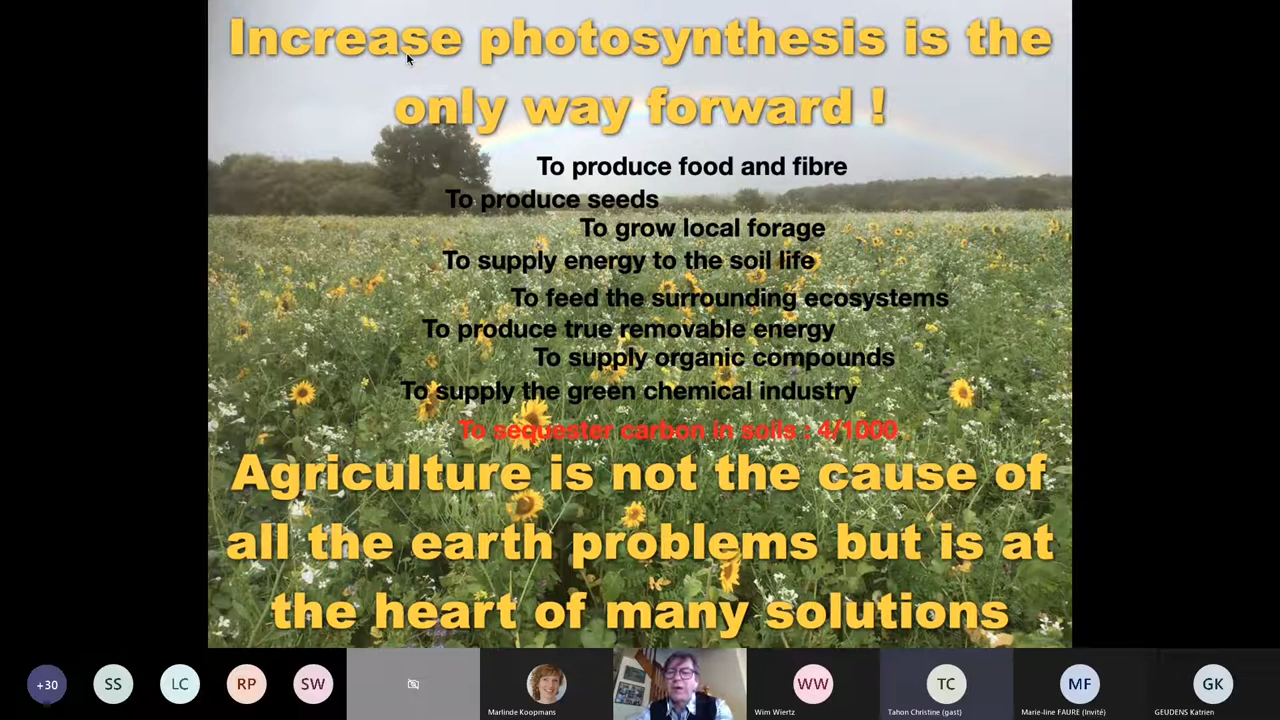 Increase photosynthesis is the
only way forward !
To produce food and fibre
To produce seeds
To grow local forage
To supply energy to the soil life
To feed the surrounding ecosystems
To produce true removable energy
To supply organic compounds
To supply the green chemical industry
To sequester carbon in soils : 4/1000
Agriculture is not the cause of
all the earth problems but is at
the heart of many solutions
+30
SS
LC
RP
SW
WW
TC
MF
GK
Marlinde Koopmans
Wim Wiertz
Tahon Christine (gast)
Marie-line FAURE (Invité)
GEUDENS Katrien